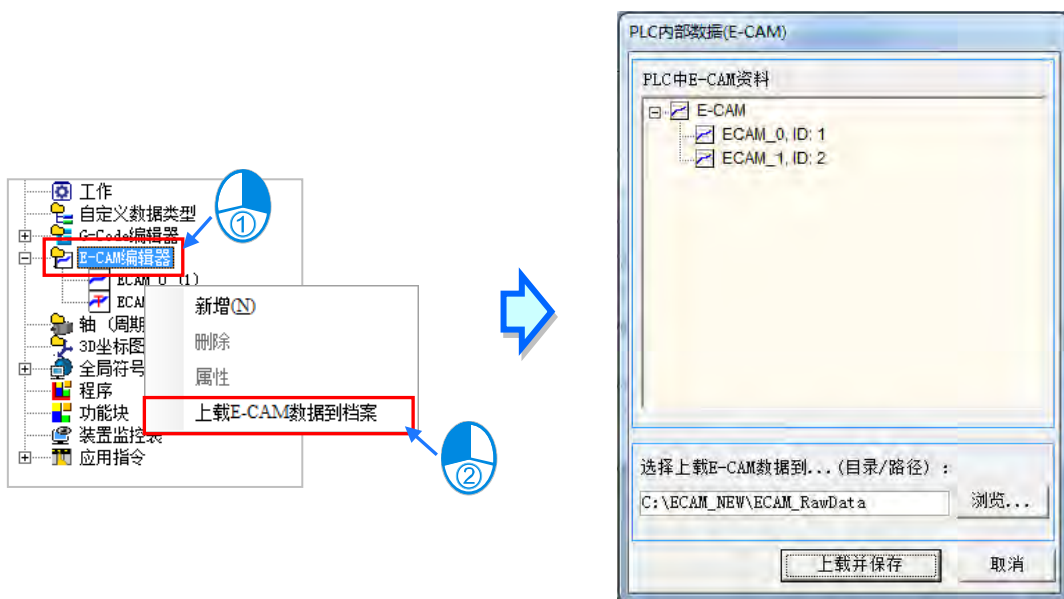 工作
自定义数据类型
G-Code编辑器
E-CAM编辑器
ECAM_0 (1)
ECAM
轴（周期
3D坐标图
全局符号
程序
功能块
装置监控表
应用指令
新增(N)
删除
属性
上载E-CAM数据到档案
①
②
PLC内部数据(E-CAM)
PLC中E-CAM资料
E-CAM
ECAM_0, ID: 1
ECAM_1, ID: 2
选择上载E-CAM数据到...(目录/路径) :
C:\ECAM_NEW\ECAM_RawData
浏览...
上载并保存
取消